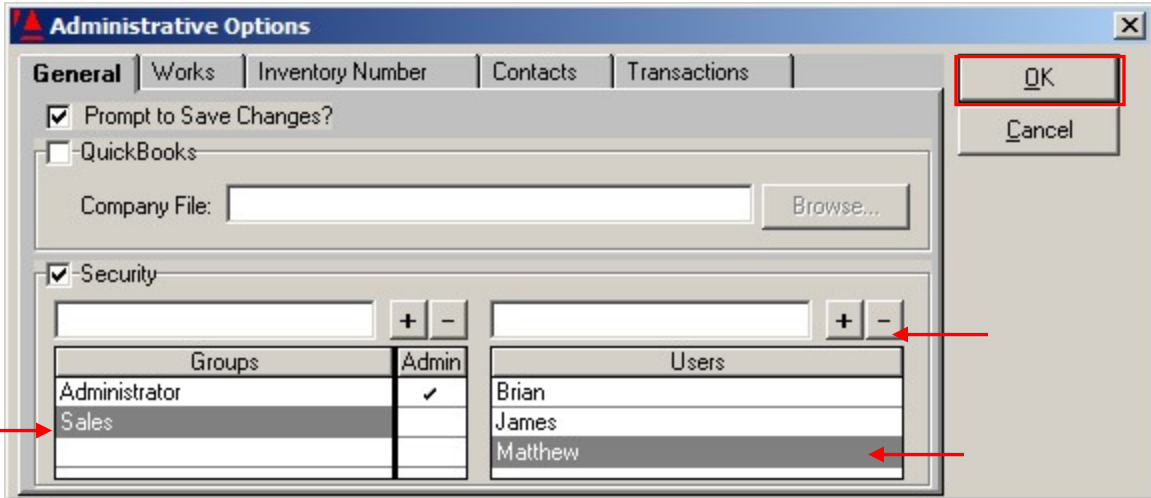 Administrative Options
General Works Inventory Number Contacts Transactions
OK
Prompt to Save Changes?
Cancel
QuickBooks
Company File: Browse...
Security
+ - + -
Groups Admin Users
Administrator ✓ Brian
Sales James
Matthew